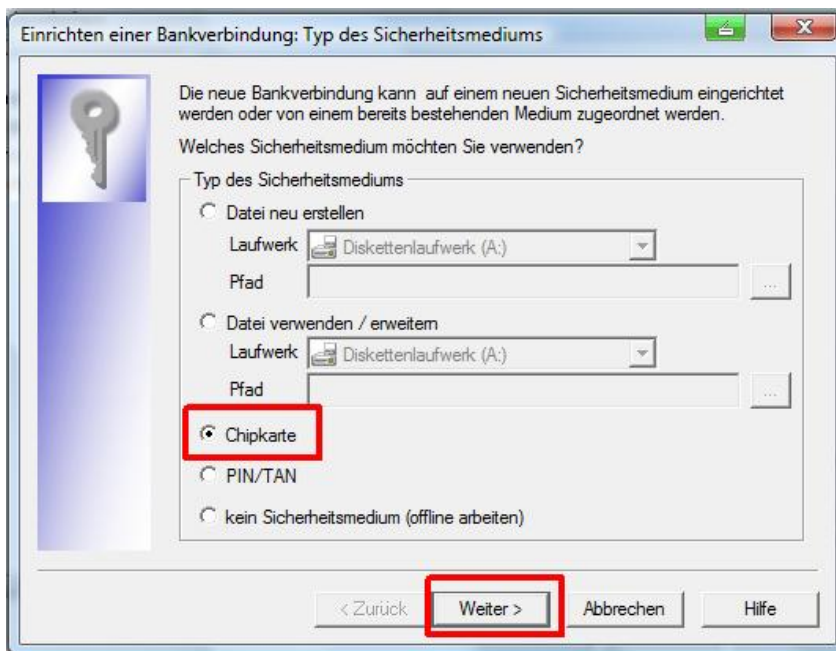 Einrichten einer Bankverbindung: Typ des Sicherheitsmediums
Die neue Bankverbindung kann auf einem neuen Sicherheitsmedium eingerichtet
werden oder von einem bereits bestehenden Medium zugeordnet werden.
Welches Sicherheitsmedium möchten Sie verwenden?
Typ des Sicherheitsmediums
Datei neu erstellen
Laufwerk Diskettenlaufwerk (A:)
Pfad ...
Datei verwenden / erweitern
Laufwerk Diskettenlaufwerk (A:)
Pfad ...
Chipkarte
PIN/TAN
kein Sicherheitsmedium (offline arbeiten)
< Zurück Weiter > Abbrechen Hilfe